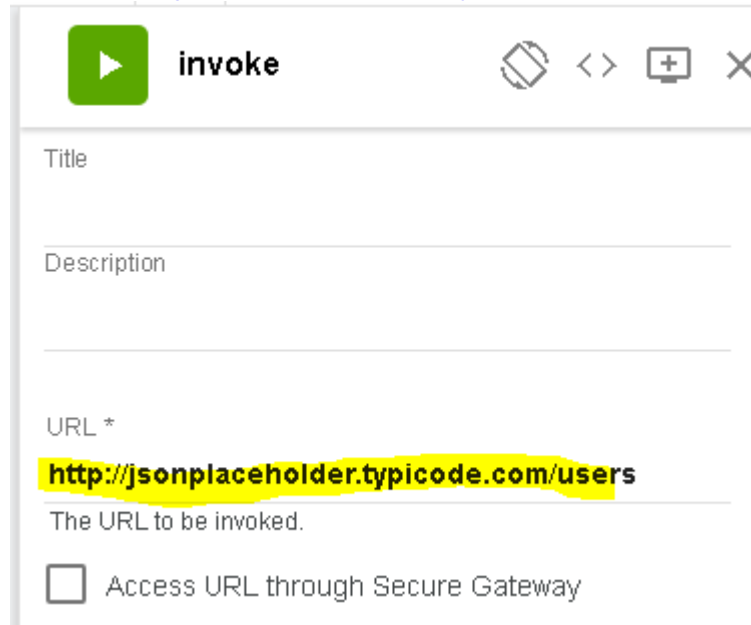 invoke
Title
Description
URL *
http://jsonplaceholder.typicode.com/users
The URL to be invoked.
Access URL through Secure Gateway